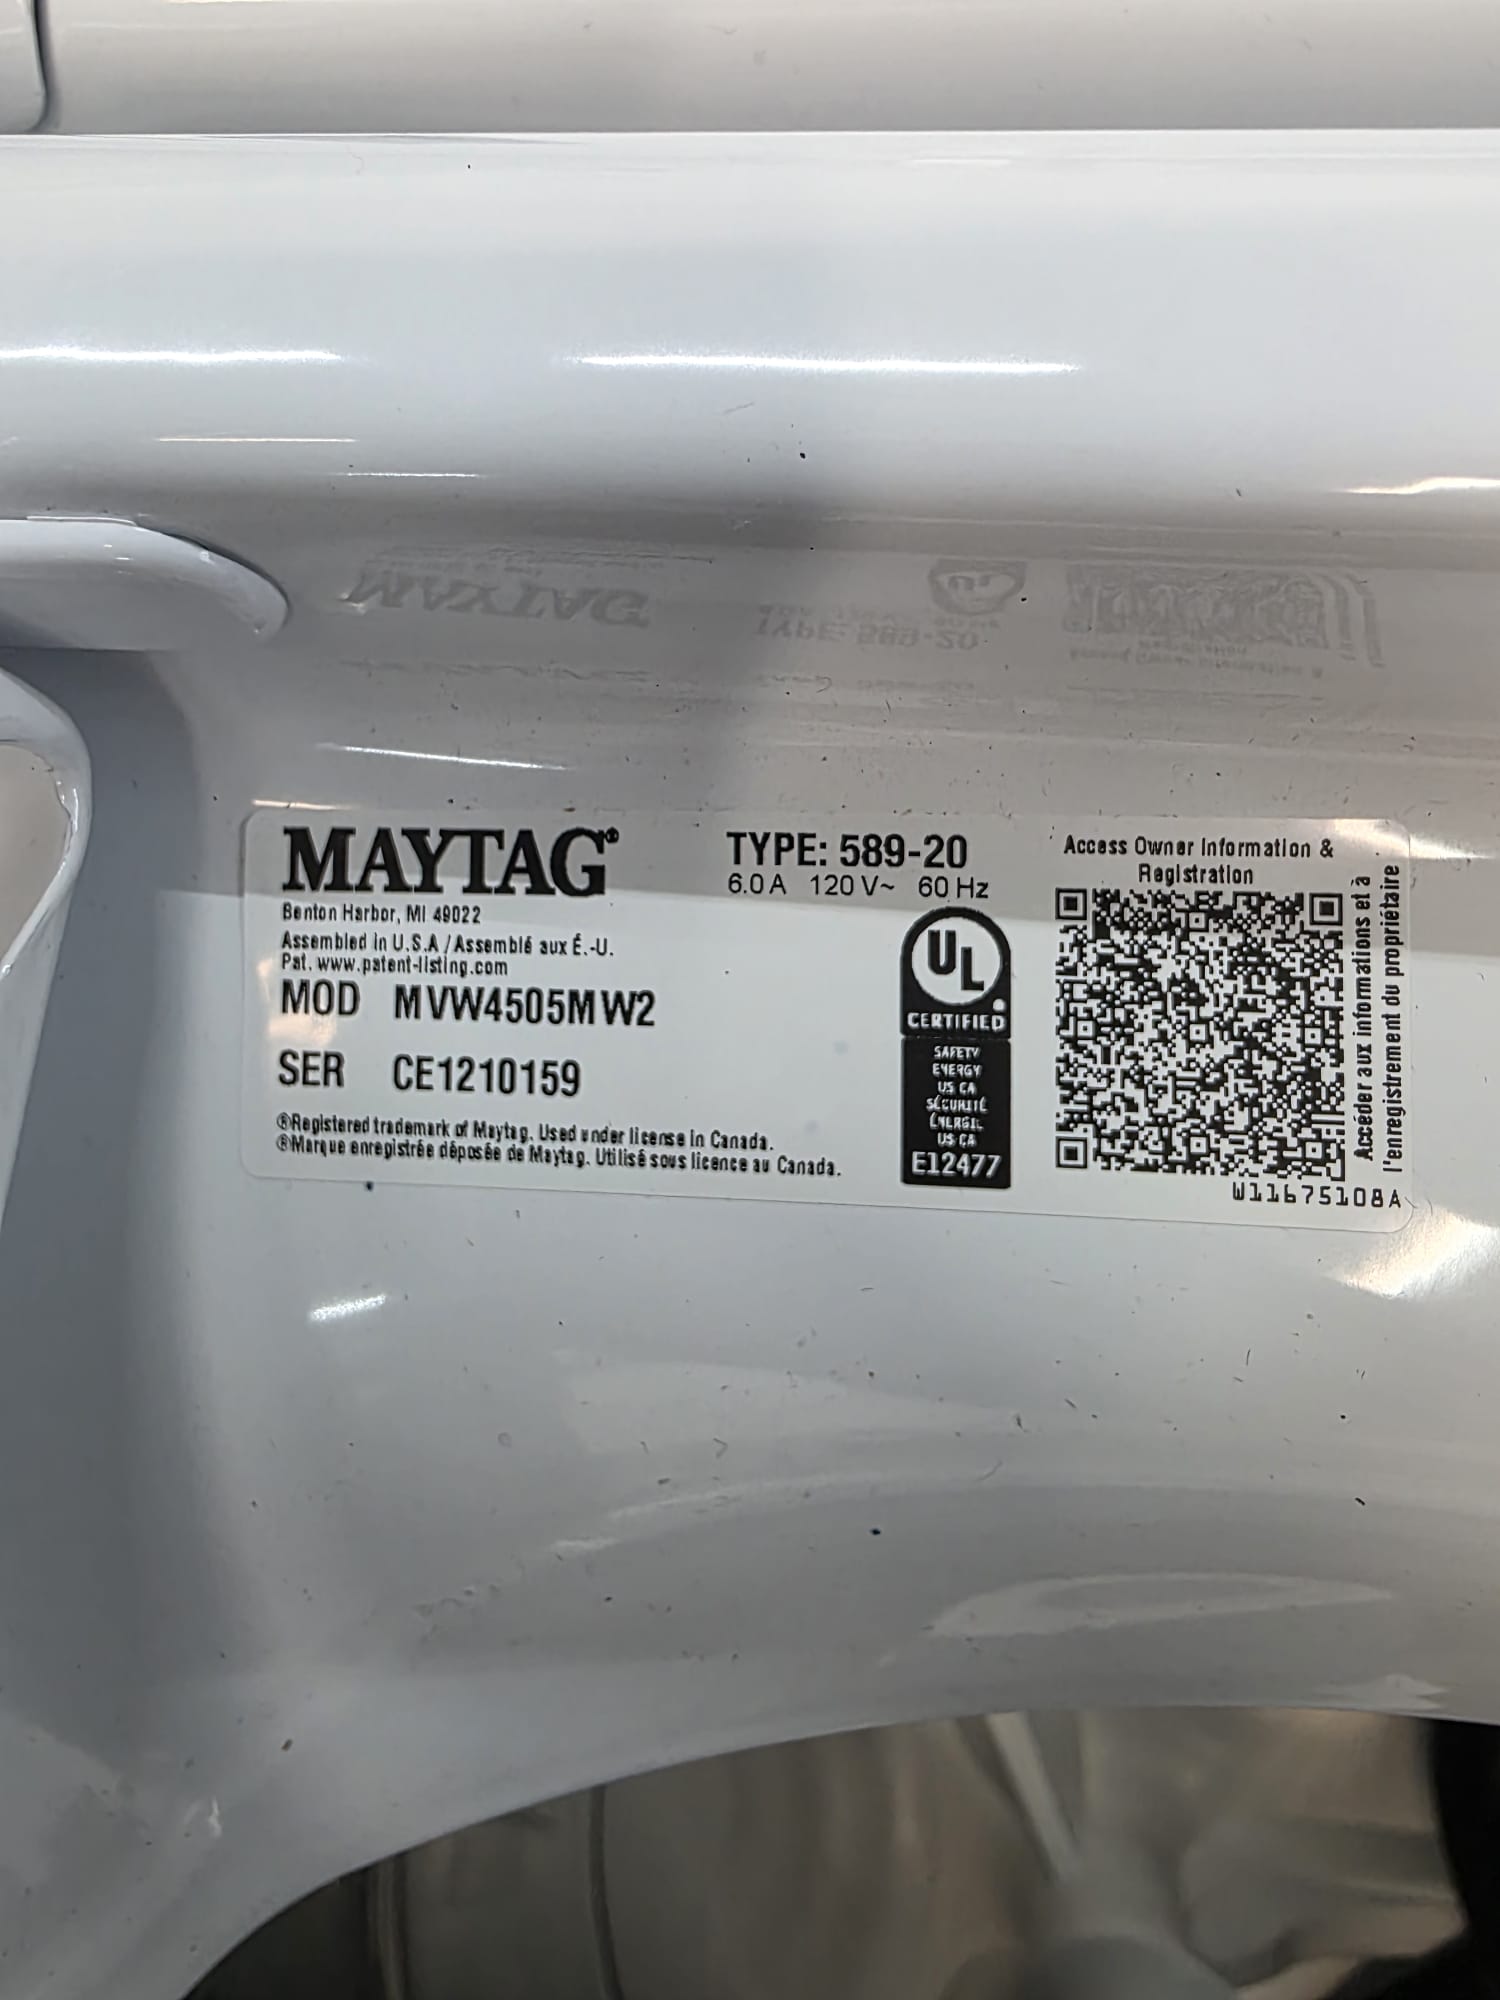 MAYTAG®
Benton Harbor, MI 49022
Assembled in U.S.A / Assemblé aux É.-U.
Pat. www.patent-listing.com
MOD MVW4505MW2
SER CE1210159
®Registered trademark of Maytag. Used under license in Canada.
®Marque enregistrée déposée de Maytag. Utilisé sous licence au Canada.
TYPE: 589-20
6.0 A 120 V~ 60 Hz
UL
CERTIFIED
SAFETY
ENERGY
US CA
SÉCURITÉ
ÉNERGIE
US CA
E12477
Access Owner Information &
Registration
Accéder aux informations et à
l'enregistrement du propriétaire
W11675108A